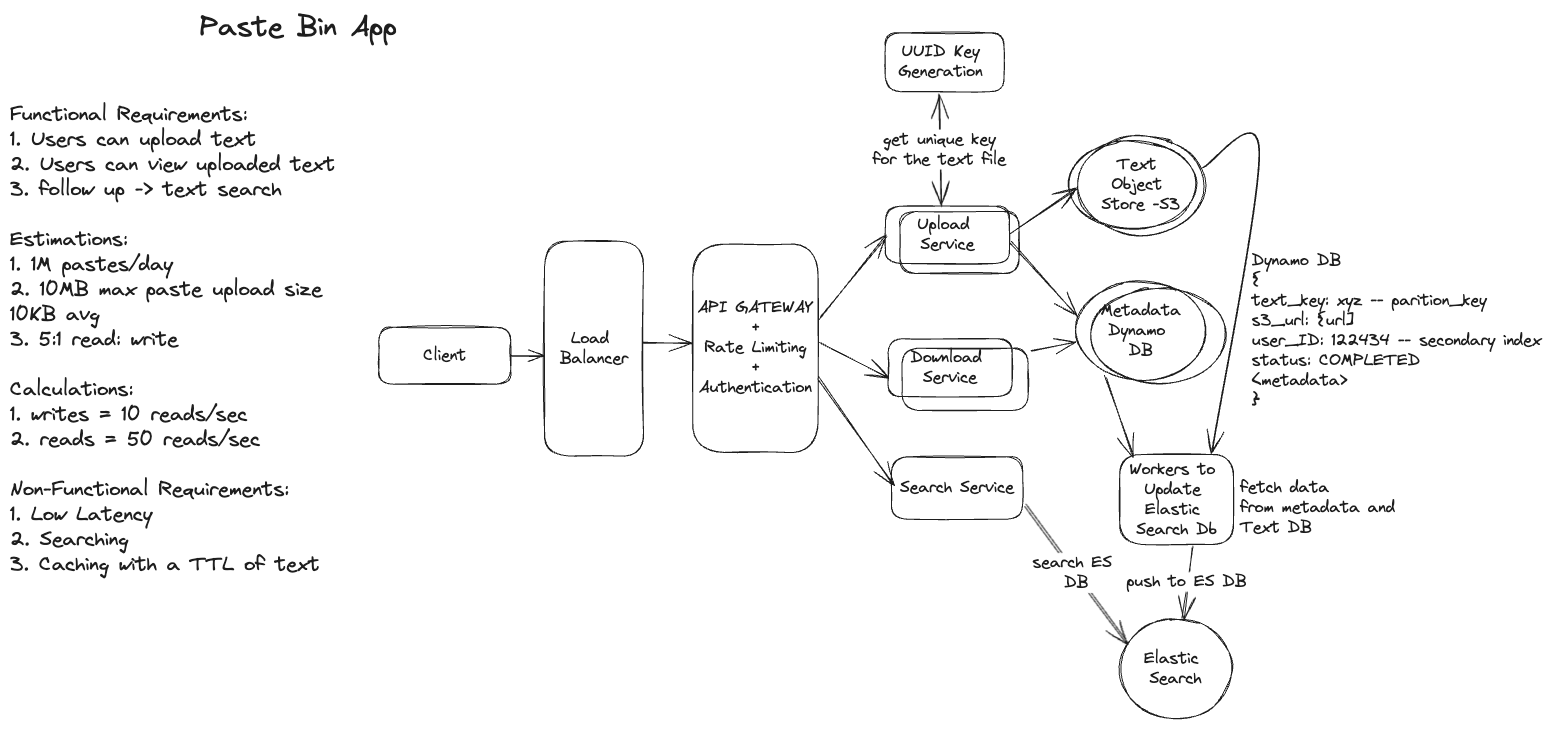 Paste Bin App
Functional Requirements:
1. Users can upload text
2. Users can view uploaded text
3. follow up -> text search
Estimations:
1. 1M pastes/day
2. 10MB max paste upload size
10KB avg
3. 5:1 read: write
Calculations:
1. writes = 10 reads/sec
2. reads = 50 reads/sec
Non-Functional Requirements:
1. Low Latency
2. Searching
3. Caching with a TTL of text
Client
Load
Balancer
API GATEWAY
+
Rate Limiting
+
Authentication
UUID Key
Generation
get unique key
for the text file
Upload
Service
Download
Service
Search Service
Text
Object
Store -S3
Metadata
Dynamo
DB
Dynamo DB
{
text_key: xyz -- parition_key
s3_url: {url]
user_ID: 122434 -- secondary index
status: COMPLETED
<metadata>
}
Workers to
Update
Elastic
Search Db
fetch data
from metadata and
Text DB
search ES
DB
push to ES DB
Elastic
Search